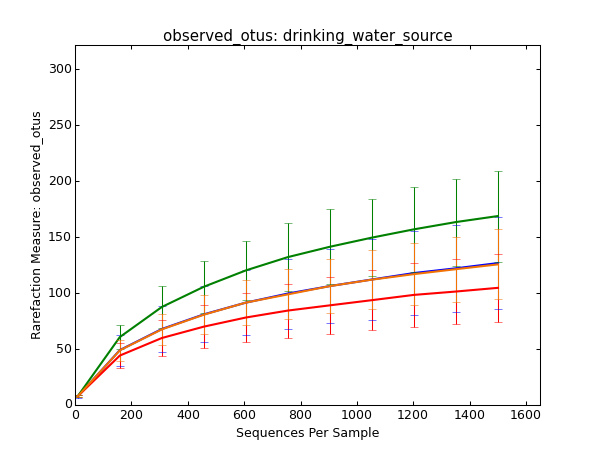 observed_otus: drinking_water_source
Rarefaction Measure: observed_otus
300
250
200
150
100
50
0
0 200 400 600 800 1000 1200 1400 1600
Sequences Per Sample